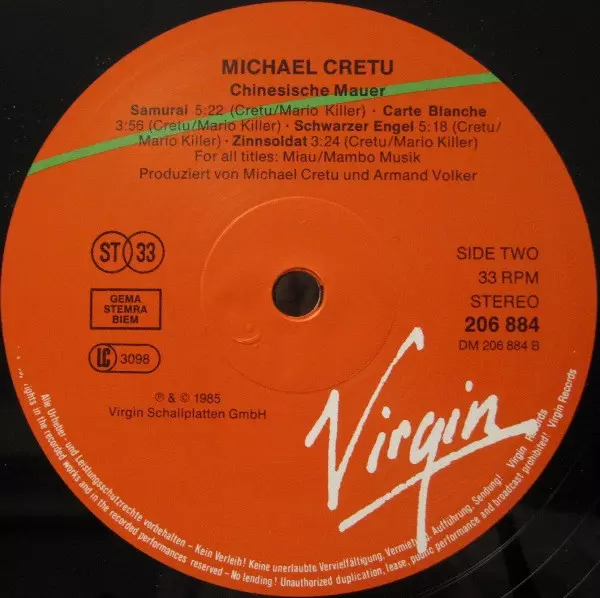 MICHAEL CRETU
Chinesische Mauer
Samurai 5:22 (Cretu/Mario Killer) · Carte Blanche
3:56 (Cretu/Mario Killer) · Schwarzer Engel 5:18 (Cretu/
Mario Killer) · Zinnsoldat 3:24 (Cretu/Mario Killer)
For all titles: Miau/Mambo Musik
Produziert von Michael Cretu und Armand Volker
ST 33
GEMA
STEMRA
BIEM
LC 3098
SIDE TWO
33 RPM
STEREO
206 884
DM 206 884 B
℗ & © 1985
Virgin Schallplatten GmbH
Virgin
Alle Urheber- und Leistungsschutzrechte vorbehalten – Kein Verleih! Keine unerlaubte Vervielfältigung, Vermietung, Aufführung, Sendung! Virgin Records
rights in the recorded works and in the recorded performances reserved – No lending! Unauthorized duplication, lease, public performance and broadcast prohibited! Virgin Records